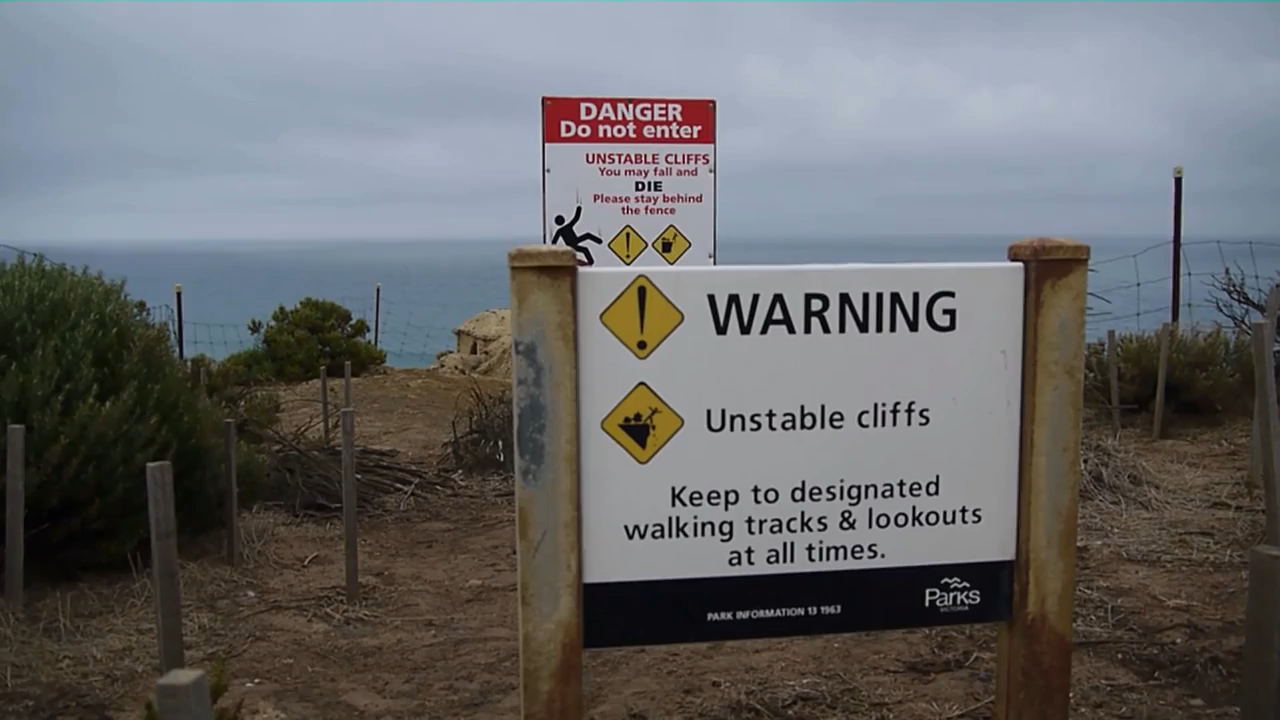 DANGER
Do not enter
UNSTABLE CLIFFS
You may fall and
DIE
Please stay behind
the fence
WARNING
Unstable cliffs
Keep to designated
walking tracks & lookouts
at all times.
PARK INFORMATION 13 1963
Parks
VICTORIA